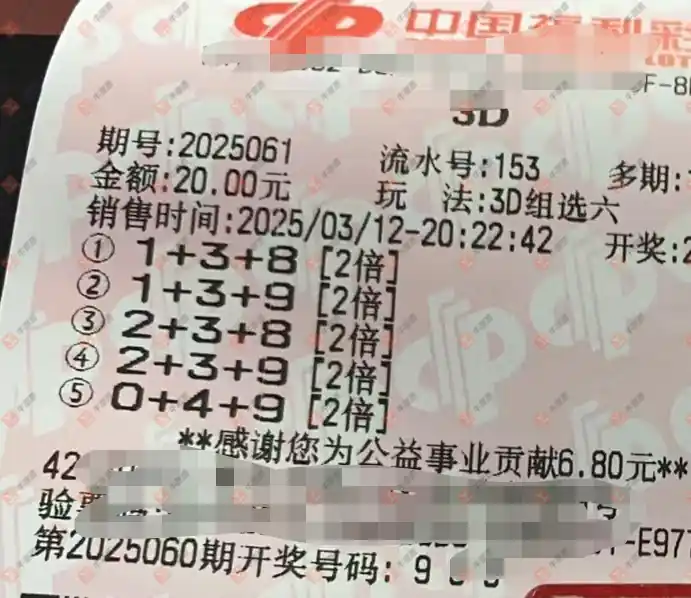 中国福利彩
3D
期号:2025061 流水号:153 多期:
金额:20.00元 玩 法:3D组选六
销售时间:2025/03/12-20:22:42 开奖:2
① 1+3+8 [2倍]
② 1+3+9 [2倍]
③ 2+3+8 [2倍]
④ 2+3+9 [2倍]
⑤ 0+4+9 [2倍]
**感谢您为公益事业贡献6.80元**
42
验票
-E977
第2025060期开奖号码: 9